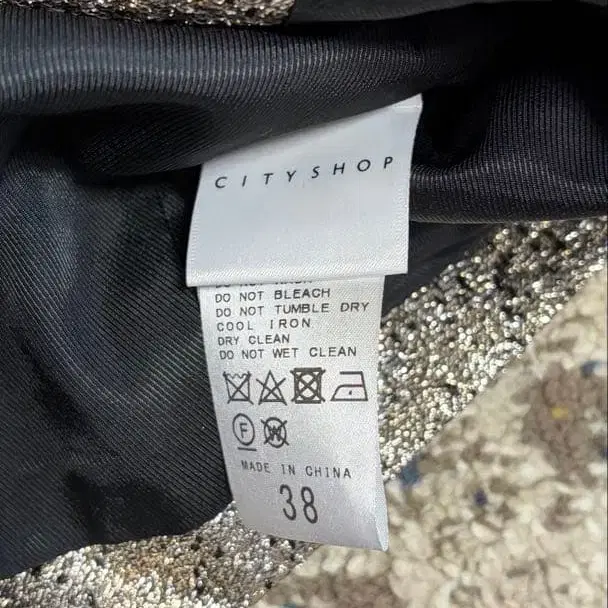 CITYSHOP
DO NOT BLEACH
DO NOT TUMBLE DRY
COOL IRON
DRY CLEAN
DO NOT WET CLEAN
F W
MADE IN CHINA
38